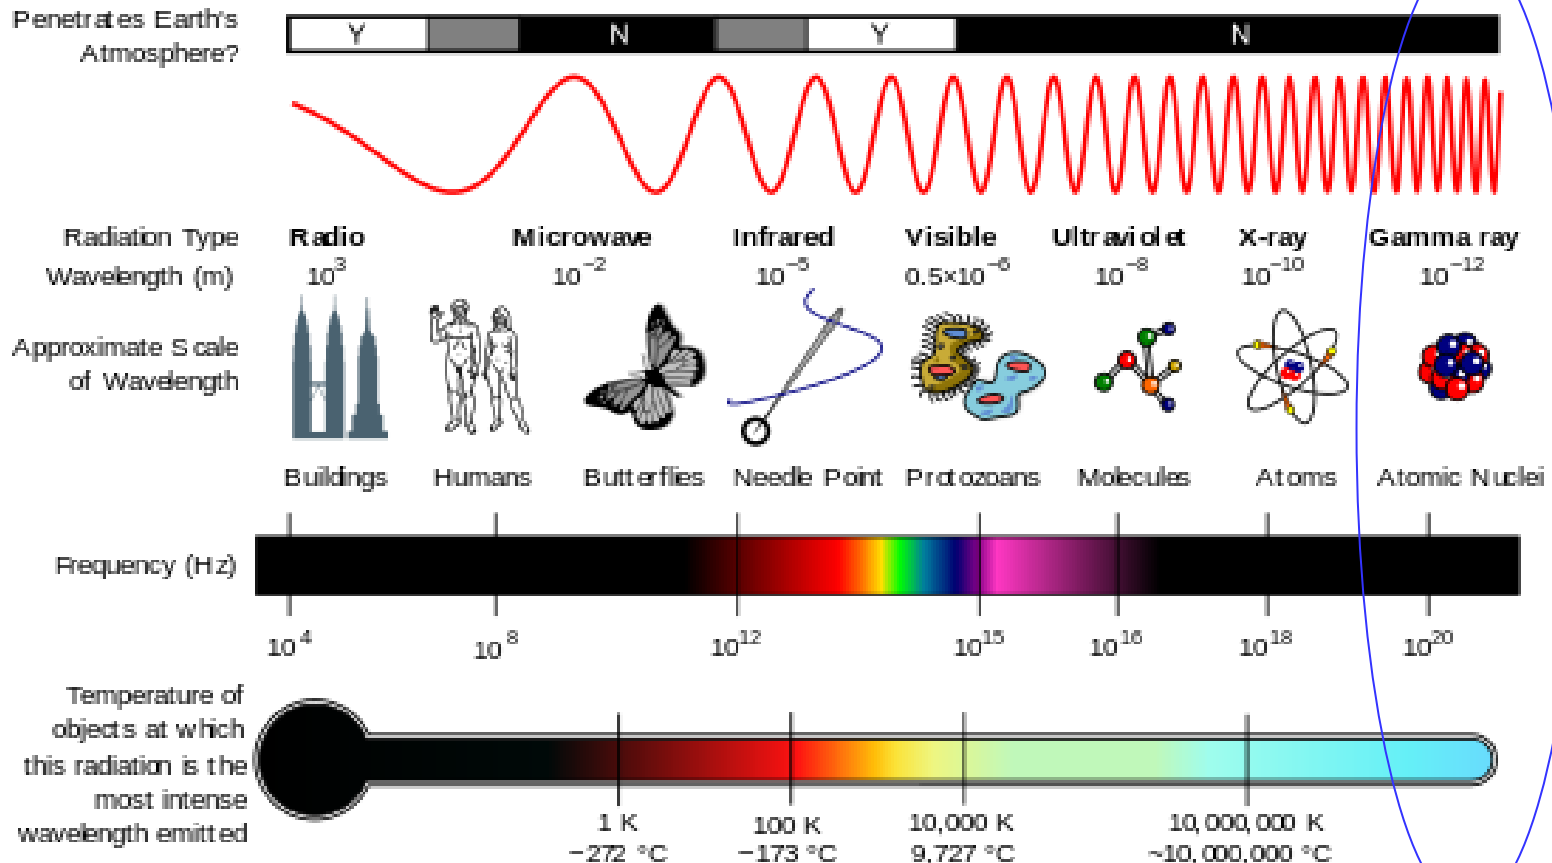 Penetrates Earth's
Atmosphere?
Y N Y N
Radiation Type Radio Microwave Infrared Visible Ultraviolet X-ray Gamma ray
Wavelength (m) 10³ 10⁻² 10⁻⁵ 0.5×10⁻⁶ 10⁻⁸ 10⁻¹⁰ 10⁻¹²
Approximate Scale
of Wavelength
Buildings Humans Butterflies Needle Point Protozoans Molecules Atoms Atomic Nuclei
Frequency (Hz)
10⁴ 10⁸ 10¹² 10¹⁵ 10¹⁶ 10¹⁸ 10²⁰
Temperature of
objects at which
this radiation is the
most intense
wavelength emitted
1 K 100 K 10,000 K 10,000,000 K
−272 °C −173 °C 9,727 °C ~10,000,000 °C